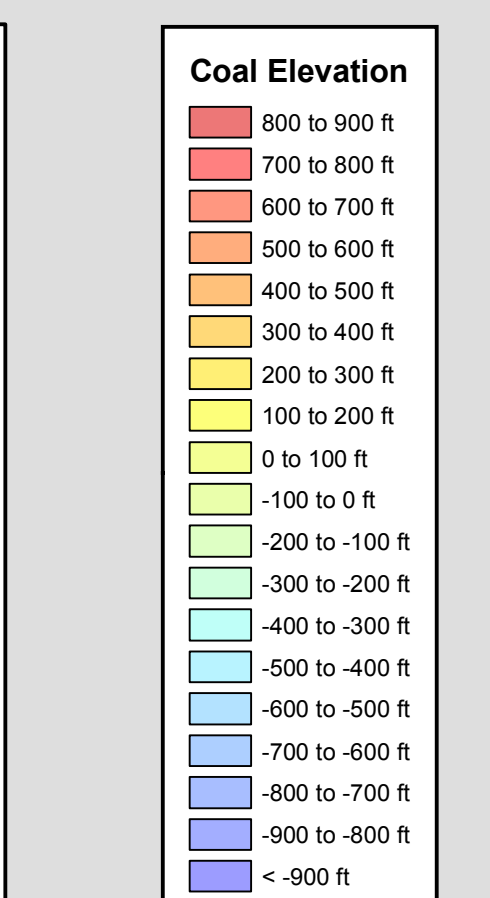 Coal Elevation
800 to 900 ft
700 to 800 ft
600 to 700 ft
500 to 600 ft
400 to 500 ft
300 to 400 ft
200 to 300 ft
100 to 200 ft
0 to 100 ft
-100 to 0 ft
-200 to -100 ft
-300 to -200 ft
-400 to -300 ft
-500 to -400 ft
-600 to -500 ft
-700 to -600 ft
-800 to -700 ft
-900 to -800 ft
< -900 ft